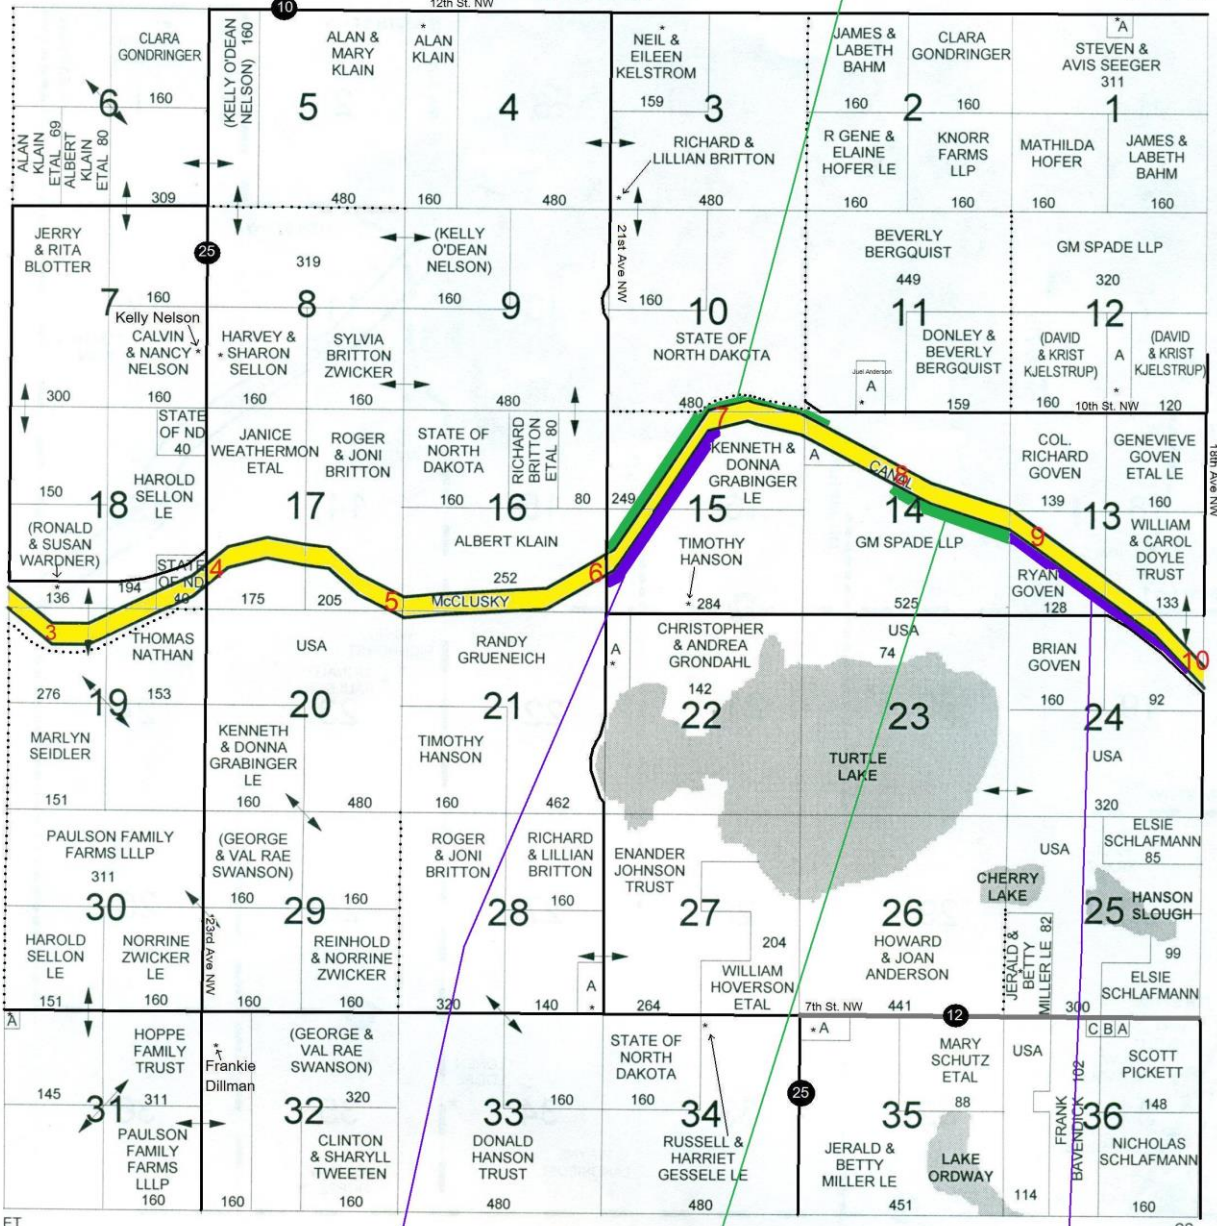 12th St. NW
10
CLARA
GONDRINGER
160
6
ALAN
KLAIN
ETAL 69
ALBERT
KLAIN
ETAL 80
309
(KELLY O'DEAN
NELSON) 160
ALAN &
MARY
KLAIN
5
480
*
ALAN
KLAIN
4
160
480
*
NEIL &
EILEEN
KELSTROM
159
3
RICHARD &
LILLIAN BRITTON
*
480
JAMES &
LABETH
BAHM
160
2
CLARA
GONDRINGER
160
R GENE &
ELAINE
HOFER LE
160
KNORR
FARMS
LLP
160
*A
STEVEN &
AVIS SEEGER
311
1
MATHILDA
HOFER
160
JAMES &
LABETH
BAHM
160
JERRY
& RITA
BLOTTER
7
160
Kelly Nelson
CALVIN
& NANCY *
NELSON
300
160
25
319
8
HARVEY &
* SHARON
SELLON
160
SYLVIA
BRITTON
ZWICKER
160
(KELLY
O'DEAN
NELSON)
160
9
480
21st Ave NW
160
10
STATE OF
NORTH DAKOTA
480
BEVERLY
BERGQUIST
449
11
Juel Anderson
A
*
DONLEY &
BEVERLY
BERGQUIST
159
GM SPADE LLP
320
12
(DAVID
& KRIST
KJELSTRUP)
160
A
*
(DAVID
& KRIST
KJELSTRUP)
120
10th St. NW
18th Ave NW
STATE
OF ND
40
150
18
HAROLD
SELLON
LE
(RONALD
& SUSAN
WARDNER)
*
136
194
STATE
OF ND
40
JANICE
WEATHERMON
ETAL
17
ROGER
& JONI
BRITTON
175
205
STATE OF
NORTH
DAKOTA
160
RICHARD
BRITTON
ETAL 80
80
16
ALBERT KLAIN
252
McCLUSKY
249
KENNETH &
DONNA
GRABINGER
LE
15
TIMOTHY
HANSON
* 284
A
CANAL
14
GM SPADE LLP
525
COL.
RICHARD
GOVEN
139
GENEVIEVE
GOVEN
ETAL LE
160
13
WILLIAM
& CAROL
DOYLE
TRUST
133
RYAN
GOVEN
128
3
4
5
6
7
8
9
10
THOMAS
NATHAN
276
19
153
MARLYN
SEIDLER
151
USA
20
KENNETH
& DONNA
GRABINGER
LE
160
480
RANDY
GRUENEICH
21
TIMOTHY
HANSON
160
462
A
*
CHRISTOPHER
& ANDREA
GRONDAHL
142
22
USA
74
23
TURTLE
LAKE
BRIAN
GOVEN
160
24
92
USA
320
PAULSON FAMILY
FARMS LLLP
311
30
HAROLD
SELLON
LE
151
NORRINE
ZWICKER
LE
160
23rd Ave NW
(GEORGE
& VAL RAE
SWANSON)
160
29
160
REINHOLD
& NORRINE
ZWICKER
160
160
ROGER
& JONI
BRITTON
RICHARD
& LILLIAN
BRITTON
28
160
320
140
A
*
ENANDER
JOHNSON
TRUST
27
204
WILLIAM
HOVERSON
ETAL
264
26
HOWARD
& JOAN
ANDERSON
441
7th St. NW
12
CHERRY
LAKE
USA
JERALD &
BETTY
MILLER LE 82
*
25
300
ELSIE
SCHLAFMANN
85
HANSON
SLOUGH
99
ELSIE
SCHLAFMANN
A
HOPPE
FAMILY
TRUST
145
31
311
PAULSON
FAMILY
FARMS
LLLP
160
*
Frankie
Dillman
(GEORGE &
VAL RAE
SWANSON)
32
320
CLINTON
& SHARYLL
TWEETEN
160
160
33
160
DONALD
HANSON
TRUST
480
STATE OF
NORTH
DAKOTA
160
34
*
RUSSELL &
HARRIET
GESSELE LE
480
25
* A
MARY
SCHUTZ
ETAL
88
35
JERALD &
BETTY
MILLER LE
451
LAKE
ORDWAY
USA
114
FRANK
BAVENDICK 102
C B A
SCOTT
PICKETT
148
36
NICHOLAS
SCHLAFMANN
160